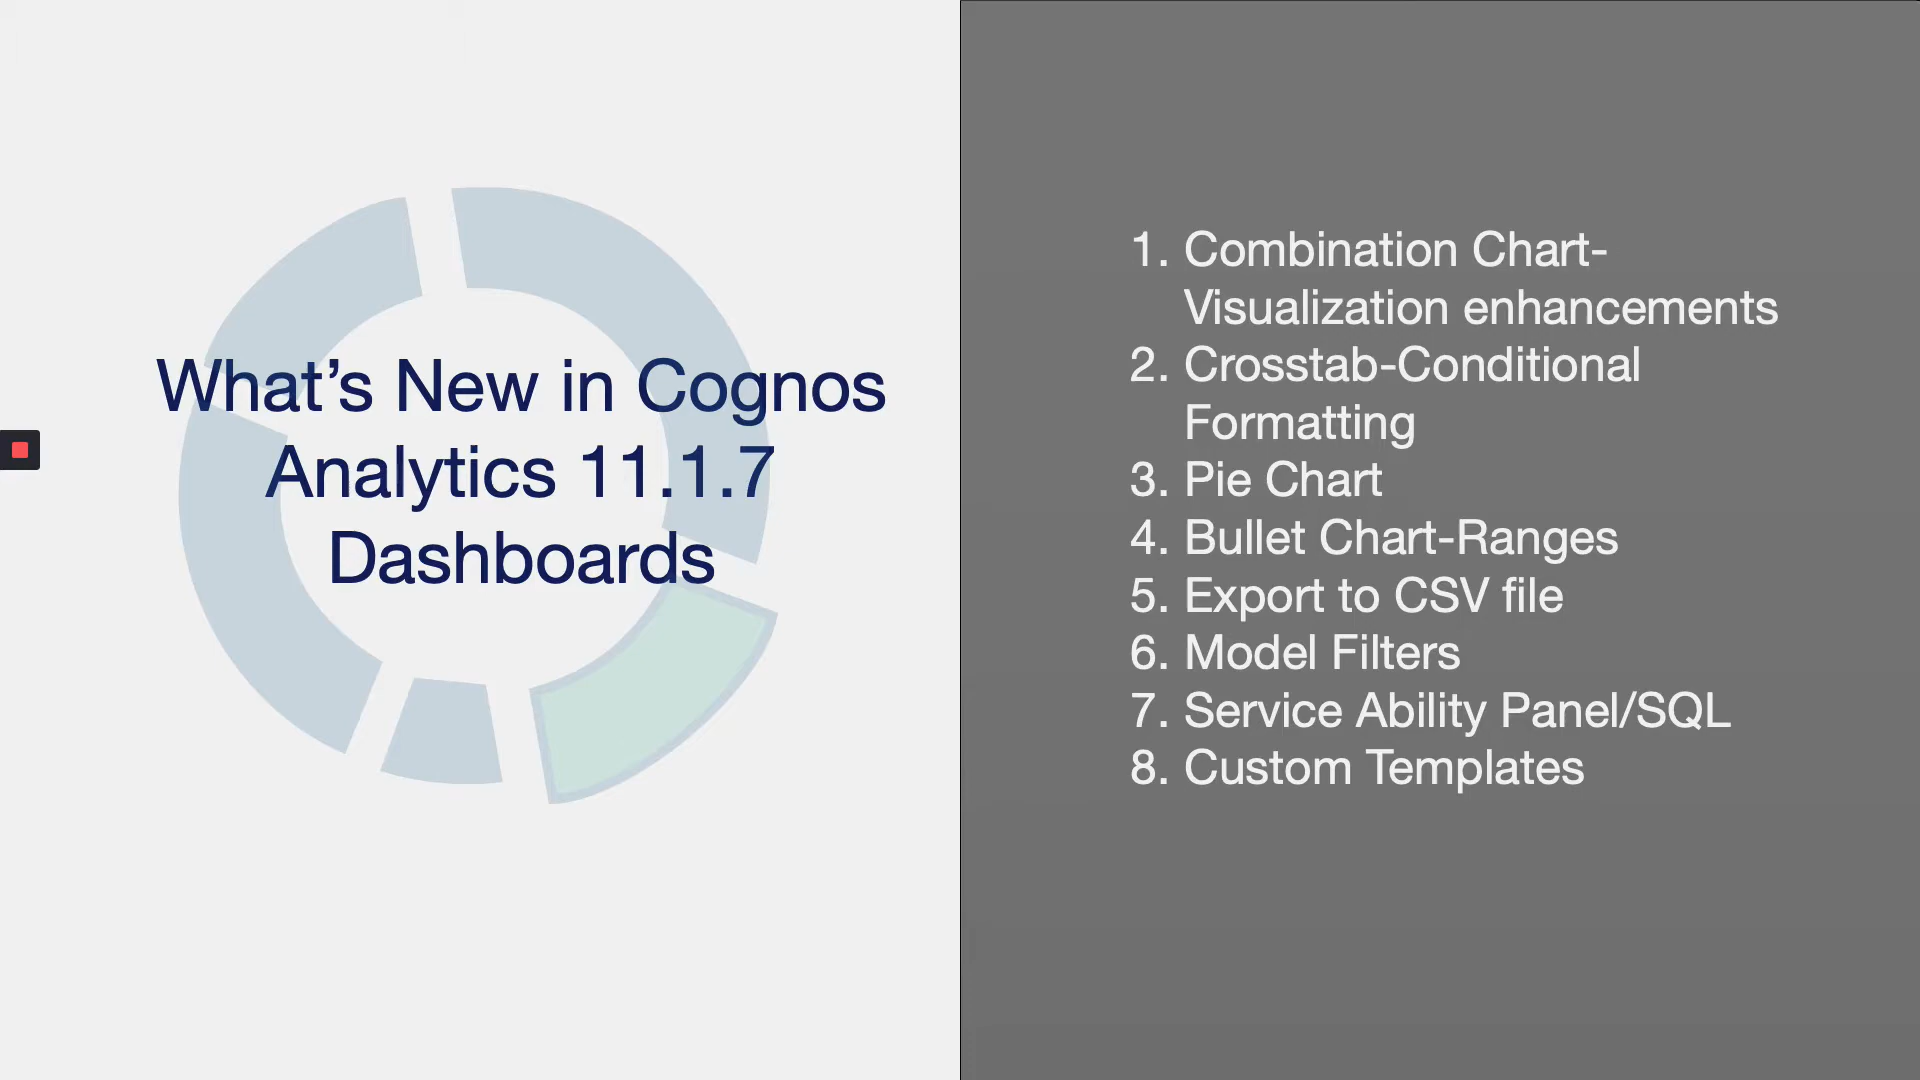 What’s New in Cognos
Analytics 11.1.7
Dashboards
1. Combination Chart-
Visualization enhancements
2. Crosstab-Conditional
Formatting
3. Pie Chart
4. Bullet Chart-Ranges
5. Export to CSV file
6. Model Filters
7. Service Ability Panel/SQL
8. Custom Templates